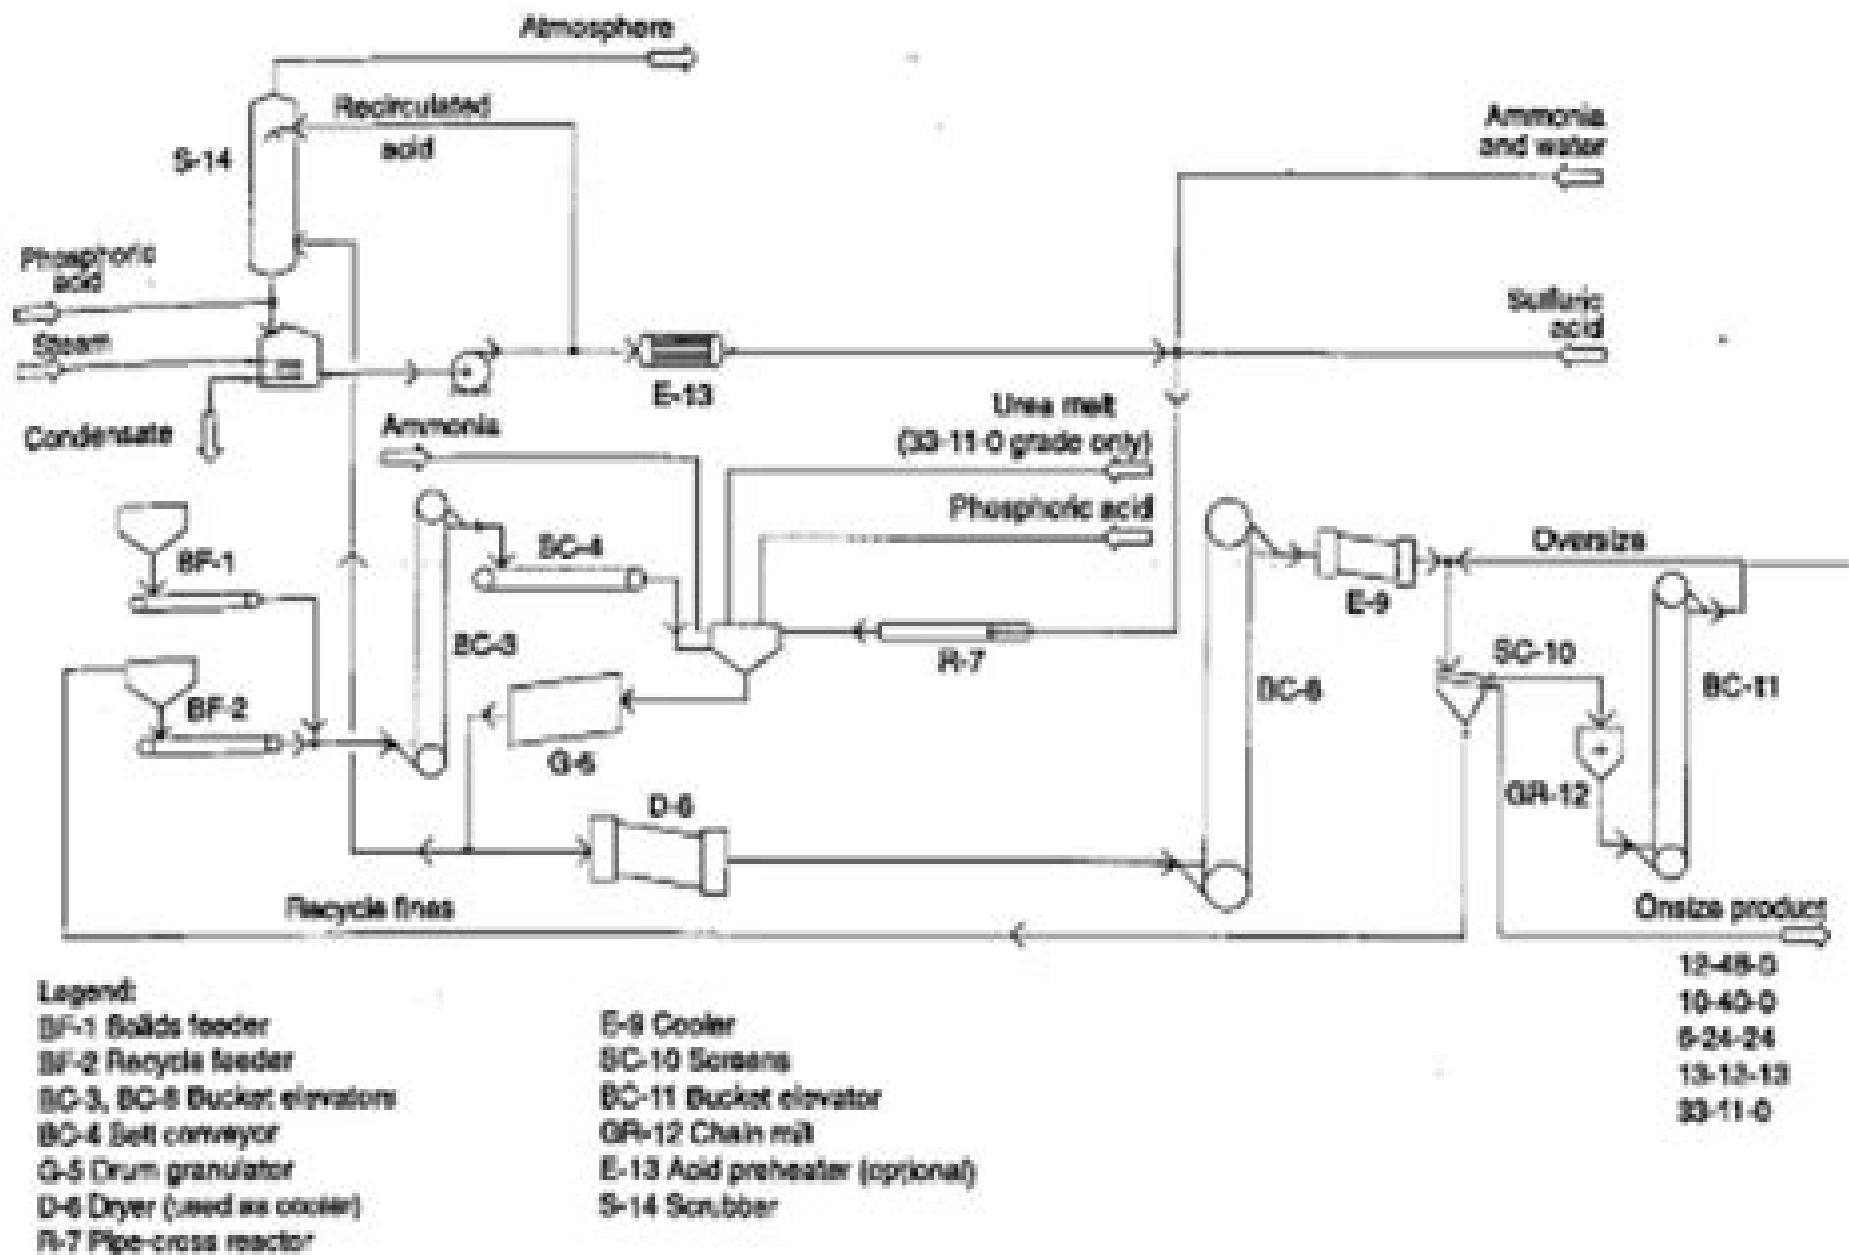 Atmosphere
Recirculated
acid
S-14
Ammonia
and water
Phosphoric
acid
Steam
Sulfuric
acid
E-13
Condensate
Ammonia
Urea melt
(33-11-0 grade only)
Phosphoric acid
BF-1
BC-4
Oversize
E-9
BC-3
R-7
SC-10
BF-2
BC-8
BC-11
G-5
GR-12
D-6
Recycle fines
Onsize product
12-48-0
10-40-0
6-24-24
13-13-13
33-11-0
Legend:
BF-1 Solids feeder
BF-2 Recycle feeder
BC-3, BC-8 Bucket elevators
BC-4 Belt conveyor
G-5 Drum granulator
D-6 Dryer (used as cooler)
R-7 Pipe-cross reactor
E-9 Cooler
SC-10 Screens
BC-11 Bucket elevator
GR-12 Chain mill
E-13 Acid preheater (optional)
S-14 Scrubber